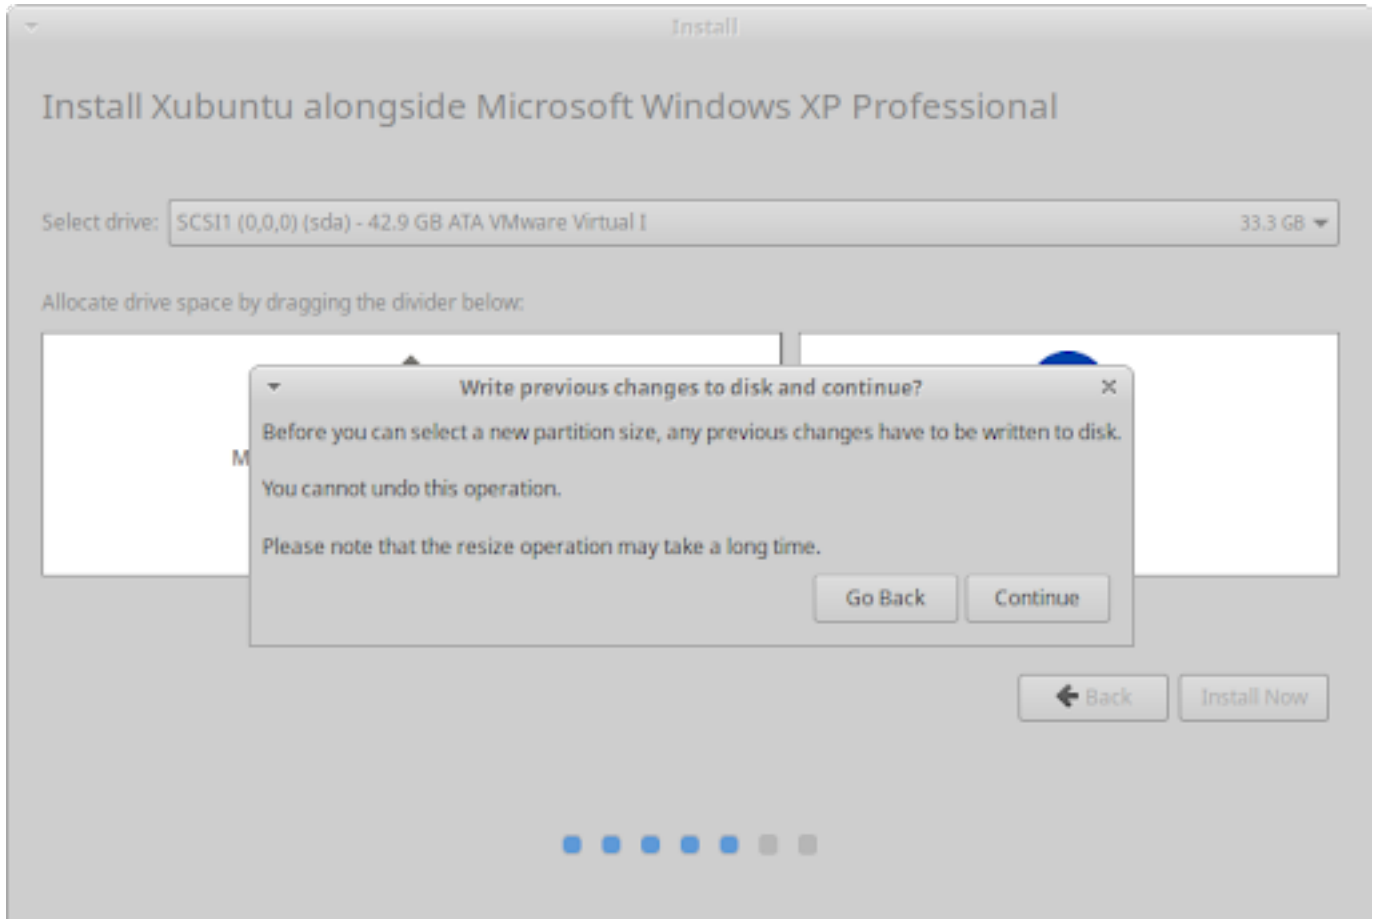 Install
Install Xubuntu alongside Microsoft Windows XP Professional
Select drive: SCSI1 (0,0,0) (sda) - 42.9 GB ATA VMware Virtual I 33.3 GB
Allocate drive space by dragging the divider below:
M
Write previous changes to disk and continue?
Before you can select a new partition size, any previous changes have to be written to disk.
You cannot undo this operation.
Please note that the resize operation may take a long time.
Go Back Continue
Back Install Now